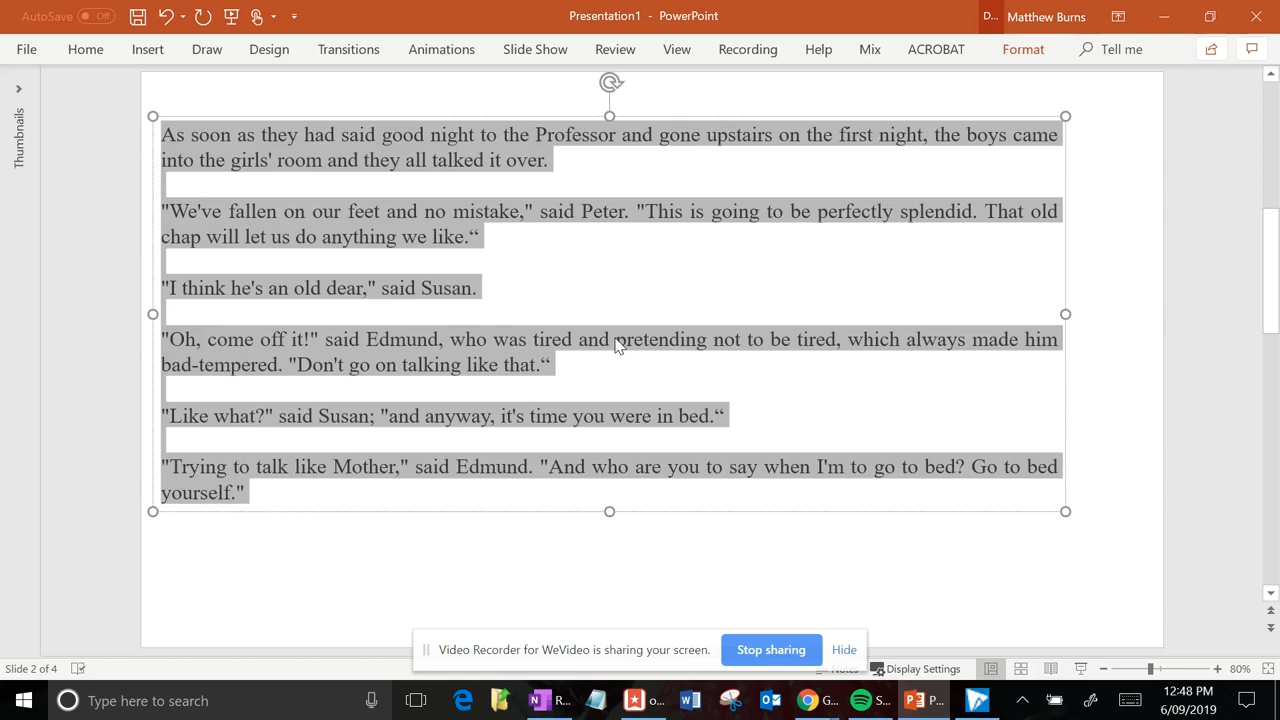 AutoSave Off
Presentation1 - PowerPoint
D... Matthew Burns
File Home Insert Draw Design Slide Show Transitions Animations Review View Recording Help Mix ACROBAT Format Tell me
Thumbnails
As soon as they had said good night to the Professor and gone upstairs on the first night, the boys came
into the girls' room and they all talked it over.
"We've fallen on our feet and no mistake," said Peter. "This is going to be perfectly splendid. That old
chap will let us do anything we like.“
"I think he's an old dear," said Susan.
"Oh, come off it!" said Edmund, who was tired and pretending not to be tired, which always made him
bad-tempered. "Don't go on talking like that.“
"Like what?" said Susan; "and anyway, it's time you were in bed.“
"Trying to talk like Mother," said Edmund. "And who are you to say when I'm to go to bed? Go to bed
yourself."
Video Recorder for WeVideo is sharing your screen. Stop sharing Hide
Slide 2 of 4
Notes Display Settings 80%
Type here to search
R...
o...
G...
S...
P...
12:48 PM
6/09/2019